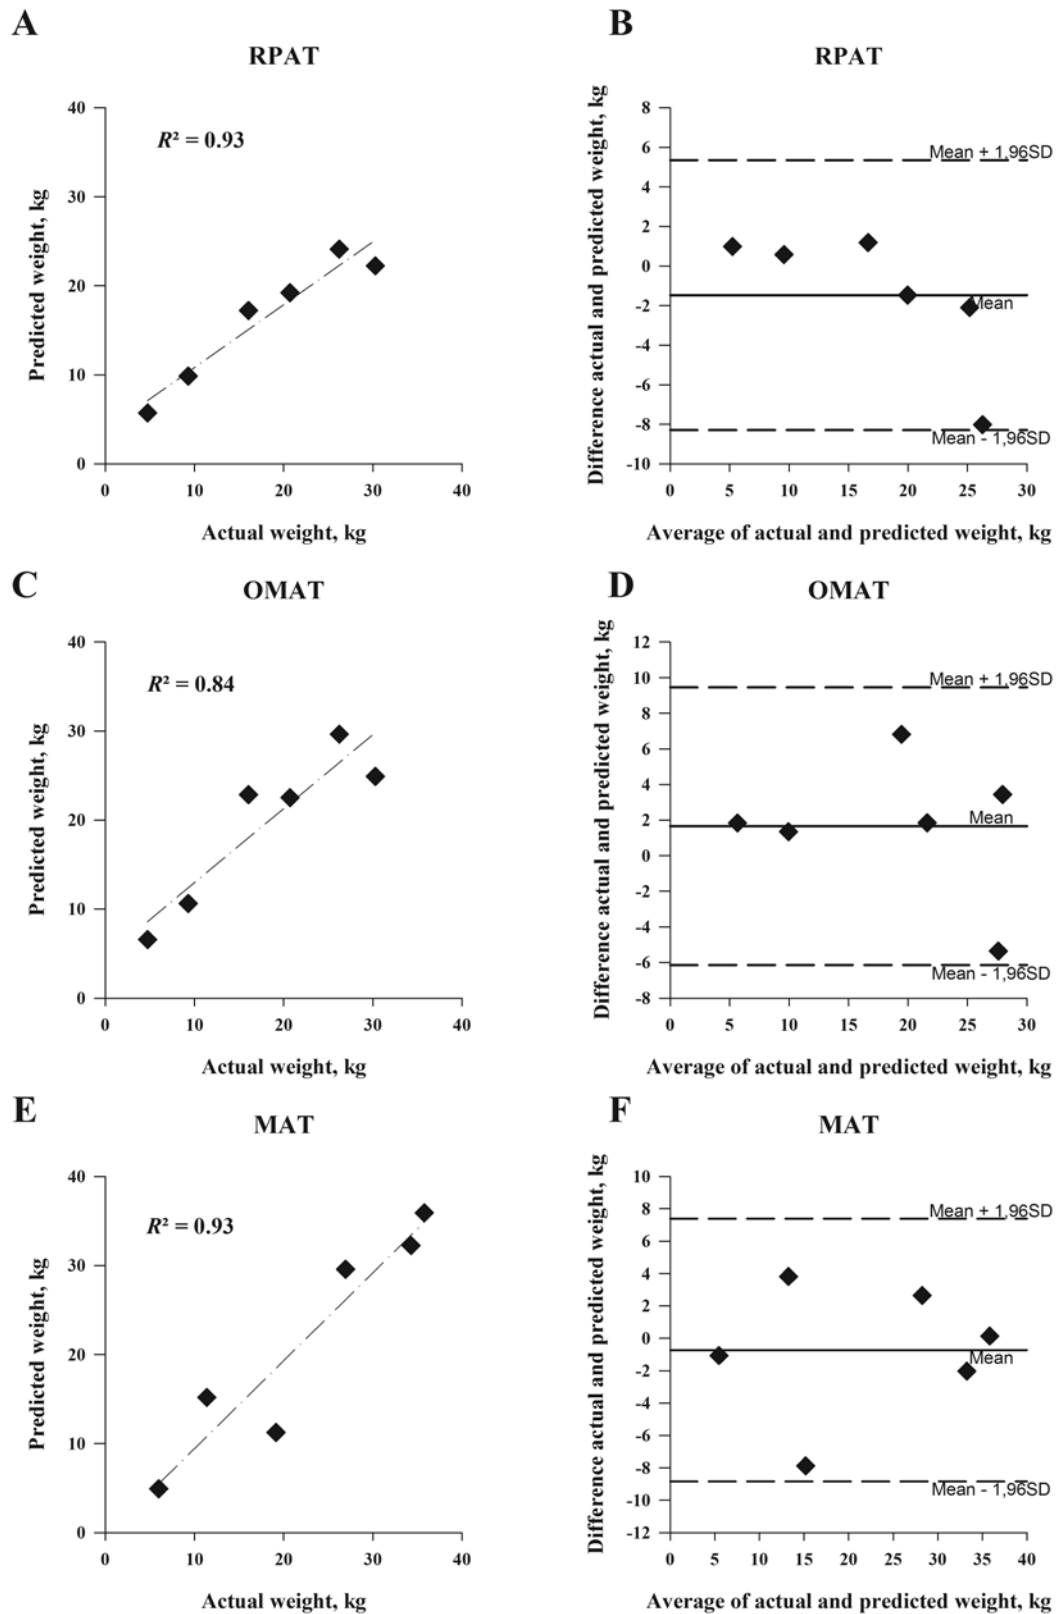 A
RPAT
R² = 0.93
Predicted weight, kg
40
30
20
10
0
0 10 20 30 40
Actual weight, kg
B
RPAT
Difference actual and predicted weight, kg
8
6
4
2
0
-2
-4
-6
-8
-10
Mean + 1,96SD
Mean
Mean - 1,96SD
0 5 10 15 20 25 30
Average of actual and predicted weight, kg
C
OMAT
R² = 0.84
Predicted weight, kg
40
30
20
10
0
0 10 20 30 40
Actual weight, kg
D
OMAT
Difference actual and predicted weight, kg
12
10
8
6
4
2
0
-2
-4
-6
-8
Mean + 1,96SD
Mean
Mean - 1,96SD
0 5 10 15 20 25 30
Average of actual and predicted weight, kg
E
MAT
R² = 0.93
Predicted weight, kg
40
30
20
10
0
0 10 20 30 40
Actual weight, kg
F
MAT
Difference actual and predicted weight, kg
10
8
6
4
2
0
-2
-4
-6
-8
-10
-12
Mean + 1,96SD
Mean
Mean - 1,96SD
0 5 10 15 20 25 30 35 40
Average of actual and predicted weight, kg